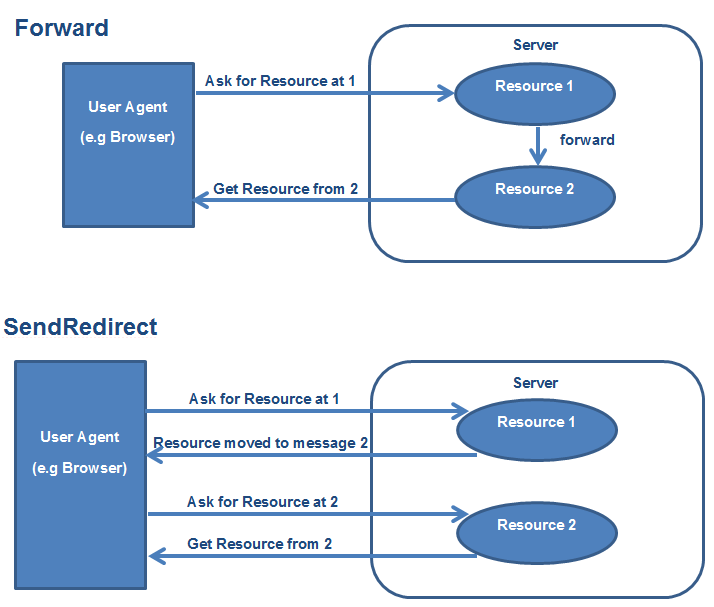 Forward
Server
User Agent
(e.g Browser)
Ask for Resource at 1
Resource 1
forward
Get Resource from 2
Resource 2
SendRedirect
Server
User Agent
(e.g Browser)
Ask for Resource at 1
Resource 1
Resource moved to message 2
Ask for Resource at 2
Resource 2
Get Resource from 2